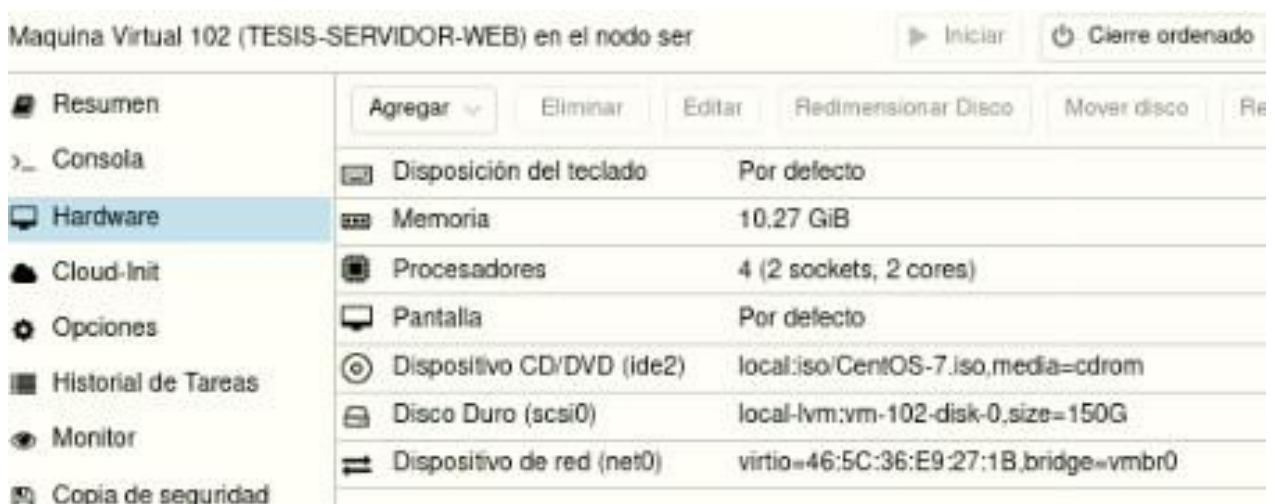 Maquina Virtual 102 (TESIS-SERVIDOR-WEB) en el nodo ser
Iniciar
Cierre ordenado
Resumen
Consola
Hardware
Cloud-Init
Opciones
Historial de Tareas
Monitor
Copia de seguridad
Agregar
Eliminar
Editar
Redimensionar Disco
Mover disco
Re
Disposición del teclado Por defecto
Memoria 10,27 GiB
Procesadores 4 (2 sockets, 2 cores)
Pantalla Por defecto
Dispositivo CD/DVD (ide2) local:iso/CentOS-7.iso,media=cdrom
Disco Duro (scsi0) local-lvm:vm-102-disk-0,size=150G
Dispositivo de red (net0) virtio=46:5C:36:E9:27:1B,bridge=vmbr0